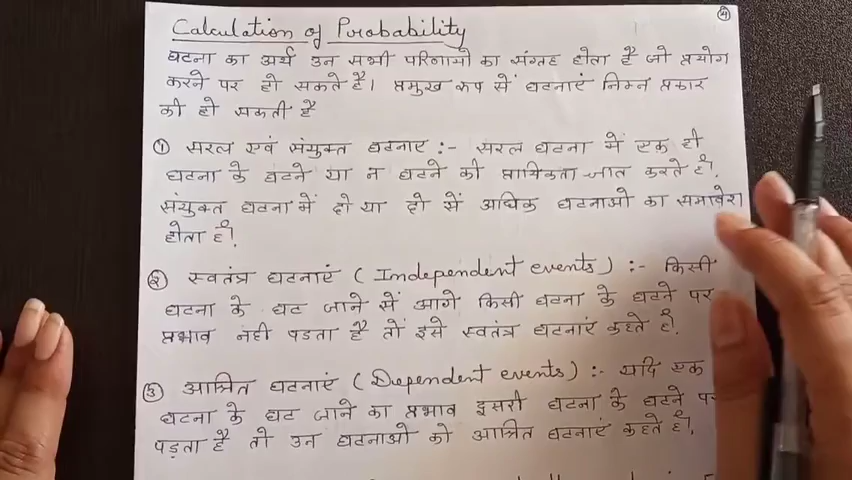 ④
Calculation of Probability
घटना का अर्थ उन सभी परिणामो का संग्रह होता है जो प्रयोग
करने पर हो सकते है। प्रमुख रूप से घटनाएं निम्न प्रकार
की हो सकती है
① सरल एवं संयुक्त घटनाएं :- सरल घटना में एक ही
घटना के घटने या न घटने की प्रायिकता ज्ञात करते है।
संयुक्त घटना में दो या दो से अधिक घटनाओ का समावेश
होता है।
② स्वतंत्र घटनाएं ( Independent events ) :- किसी
घटना के घट जाने से आगे किसी घटना के घटने पर
प्रभाव नही पडता है तो इसे स्वतंत्र घटनाएं कहते है।
③ आश्रित घटनाएं ( Dependent events ) :- यदि एक
घटना के घट जाने का प्रभाव दूसरी घटना के घटने पर
पड़ता है तो उन घटनाओ को आश्रित घटनाएं कहते है।